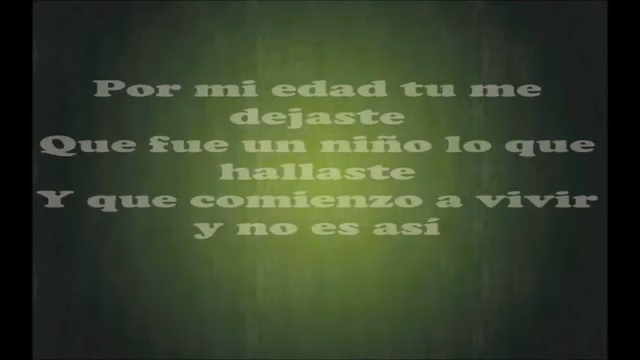 Por mi edad tu me
dejaste
Que fue un niño lo que
hallaste
Y que comienzo a vivir
y no es así